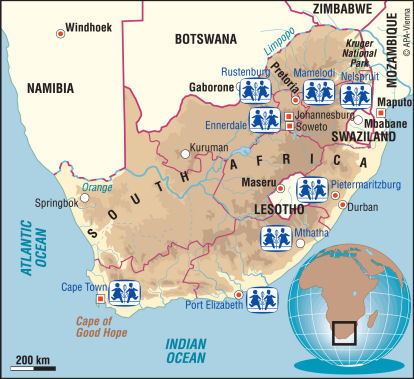 ZIMBABWE
© APA-Vienna
Windhoek
BOTSWANA
Limpopo
Kruger
National
Park
MOZAMBIQUE
NAMIBIA
Rustenburg
Mamelodi
Pretoria
Nelspruit
Gaborone
Maputo
Ennerdale
Johannesburg
Soweto
Mbabane
SWAZILAND
Kuruman
SOUTH AFRICA
Orange
Maseru
Pietermaritzburg
Springbok
LESOTHO
Durban
ATLANTIC
OCEAN
Mthatha
Cape Town
Port Elizabeth
Cape of
Good Hope
INDIAN
OCEAN
200 km